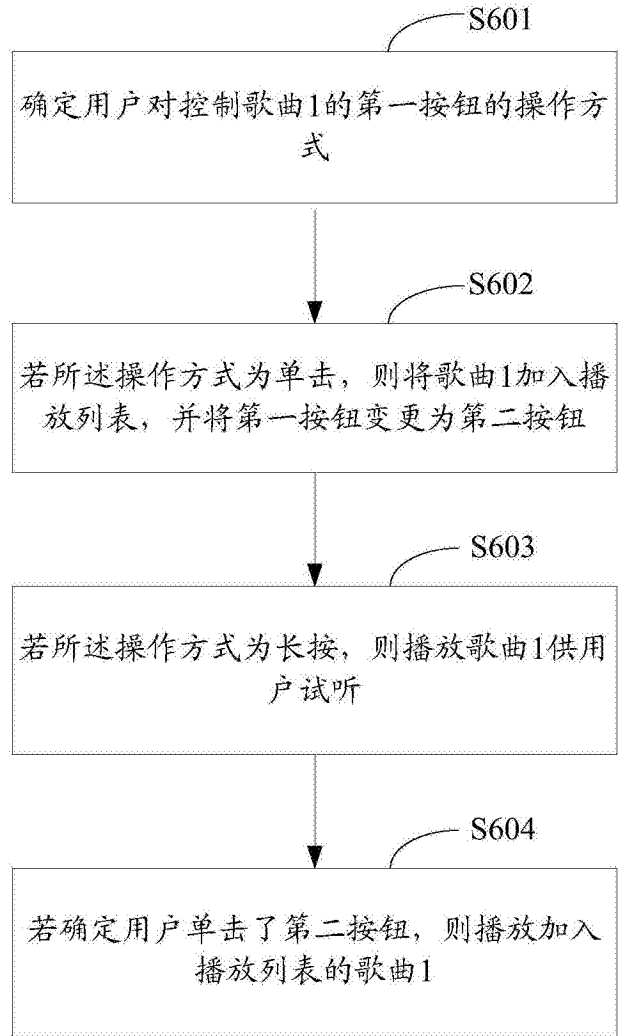 S601
确定用户对控制歌曲1的第一按钮的操作方
式
S602
若所述操作方式为单击，则将歌曲1加入播
放列表，并将第一按钮变更为第二按钮
S603
若所述操作方式为长按，则播放歌曲1供用
户试听
S604
若确定用户单击了第二按钮，则播放加入
播放列表的歌曲1